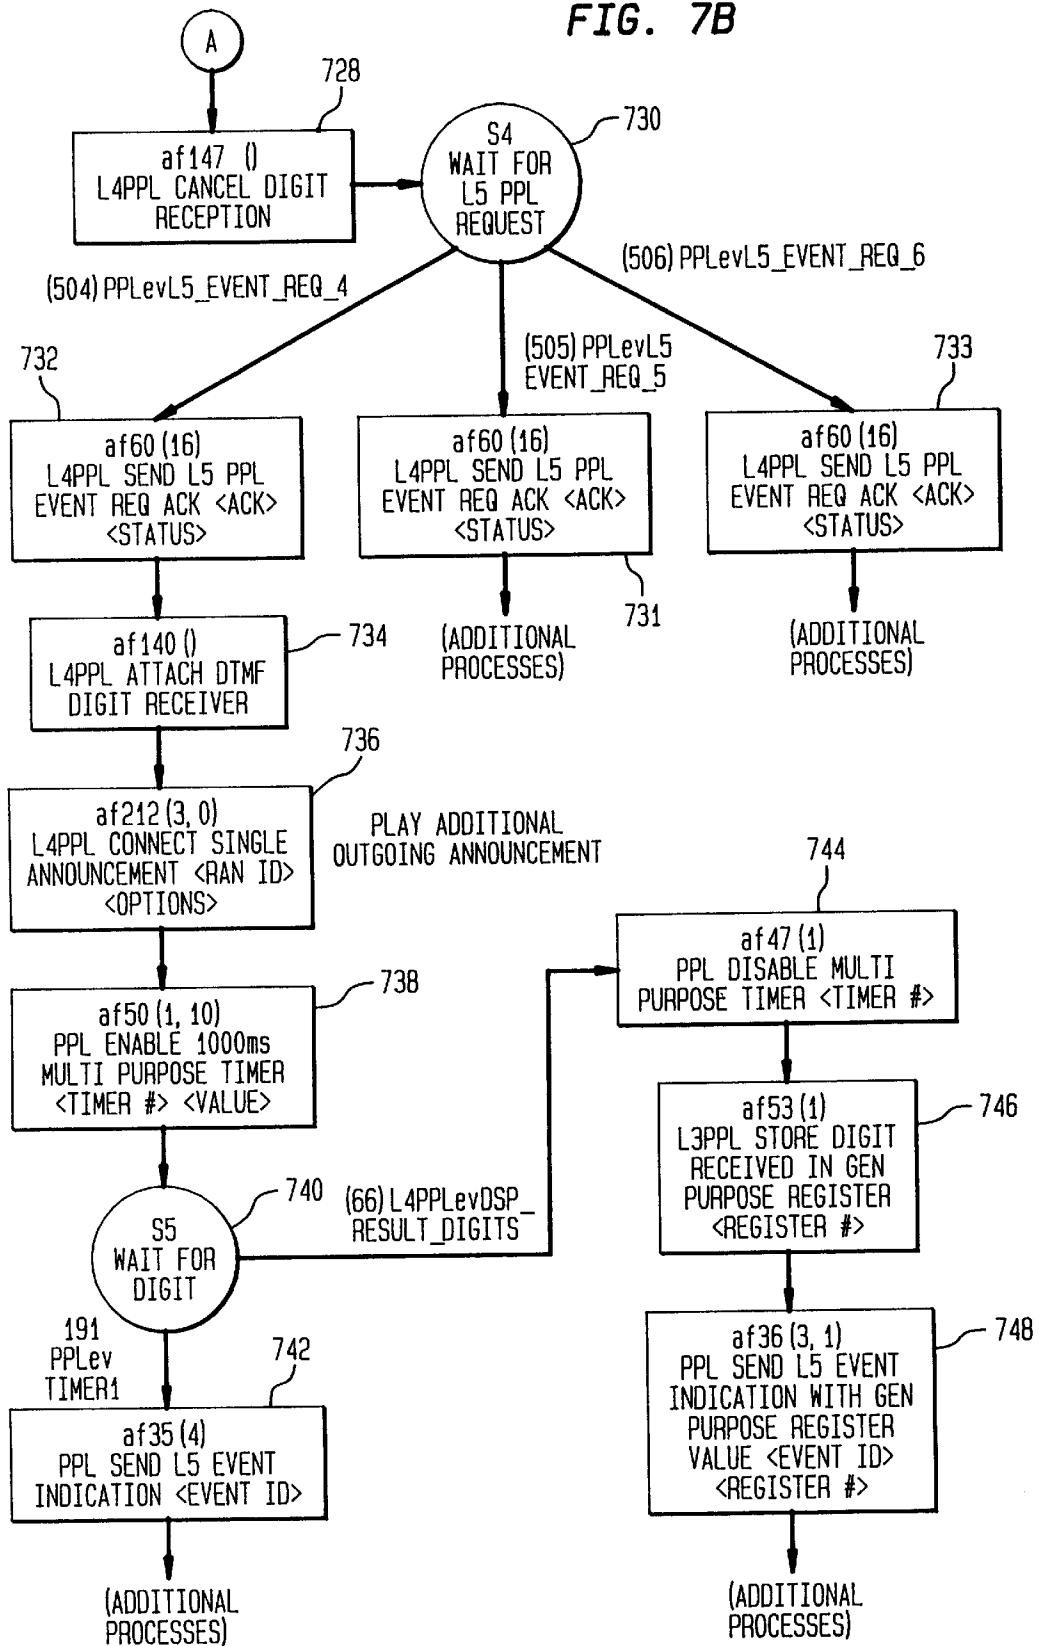 FIG. 7B
A
728
af147 ()
L4PPL CANCEL DIGIT
RECEPTION
730
S4
WAIT FOR
L5 PPL
REQUEST
(504) PPLevL5_EVENT_REQ_4
(505) PPLevL5
EVENT_REQ_5
(506) PPLevL5_EVENT_REQ_6
732
af60 (16)
L4PPL SEND L5 PPL
EVENT REQ ACK <ACK>
<STATUS>
af60 (16)
L4PPL SEND L5 PPL
EVENT REQ ACK <ACK>
<STATUS>
731
(ADDITIONAL
PROCESSES)
733
af60 (16)
L4PPL SEND L5 PPL
EVENT REQ ACK <ACK>
<STATUS>
(ADDITIONAL
PROCESSES)
734
af140 ()
L4PPL ATTACH DTMF
DIGIT RECEIVER
736
af212 (3, 0)
L4PPL CONNECT SINGLE
ANNOUNCEMENT <RAN ID>
<OPTIONS>
PLAY ADDITIONAL
OUTGOING ANNOUNCEMENT
738
af50 (1, 10)
PPL ENABLE 1000ms
MULTI PURPOSE TIMER
<TIMER #> <VALUE>
740
S5
WAIT FOR
DIGIT
(66) L4PPLevDSP_
RESULT_DIGITS
191
PPLev
TIMER1
742
af35 (4)
PPL SEND L5 EVENT
INDICATION <EVENT ID>
(ADDITIONAL
PROCESSES)
744
af47 (1)
PPL DISABLE MULTI
PURPOSE TIMER <TIMER #>
746
af53 (1)
L3PPL STORE DIGIT
RECEIVED IN GEN
PURPOSE REGISTER
<REGISTER #>
748
af36 (3, 1)
PPL SEND L5 EVENT
INDICATION WITH GEN
PURPOSE REGISTER
VALUE <EVENT ID>
<REGISTER #>
(ADDITIONAL
PROCESSES)